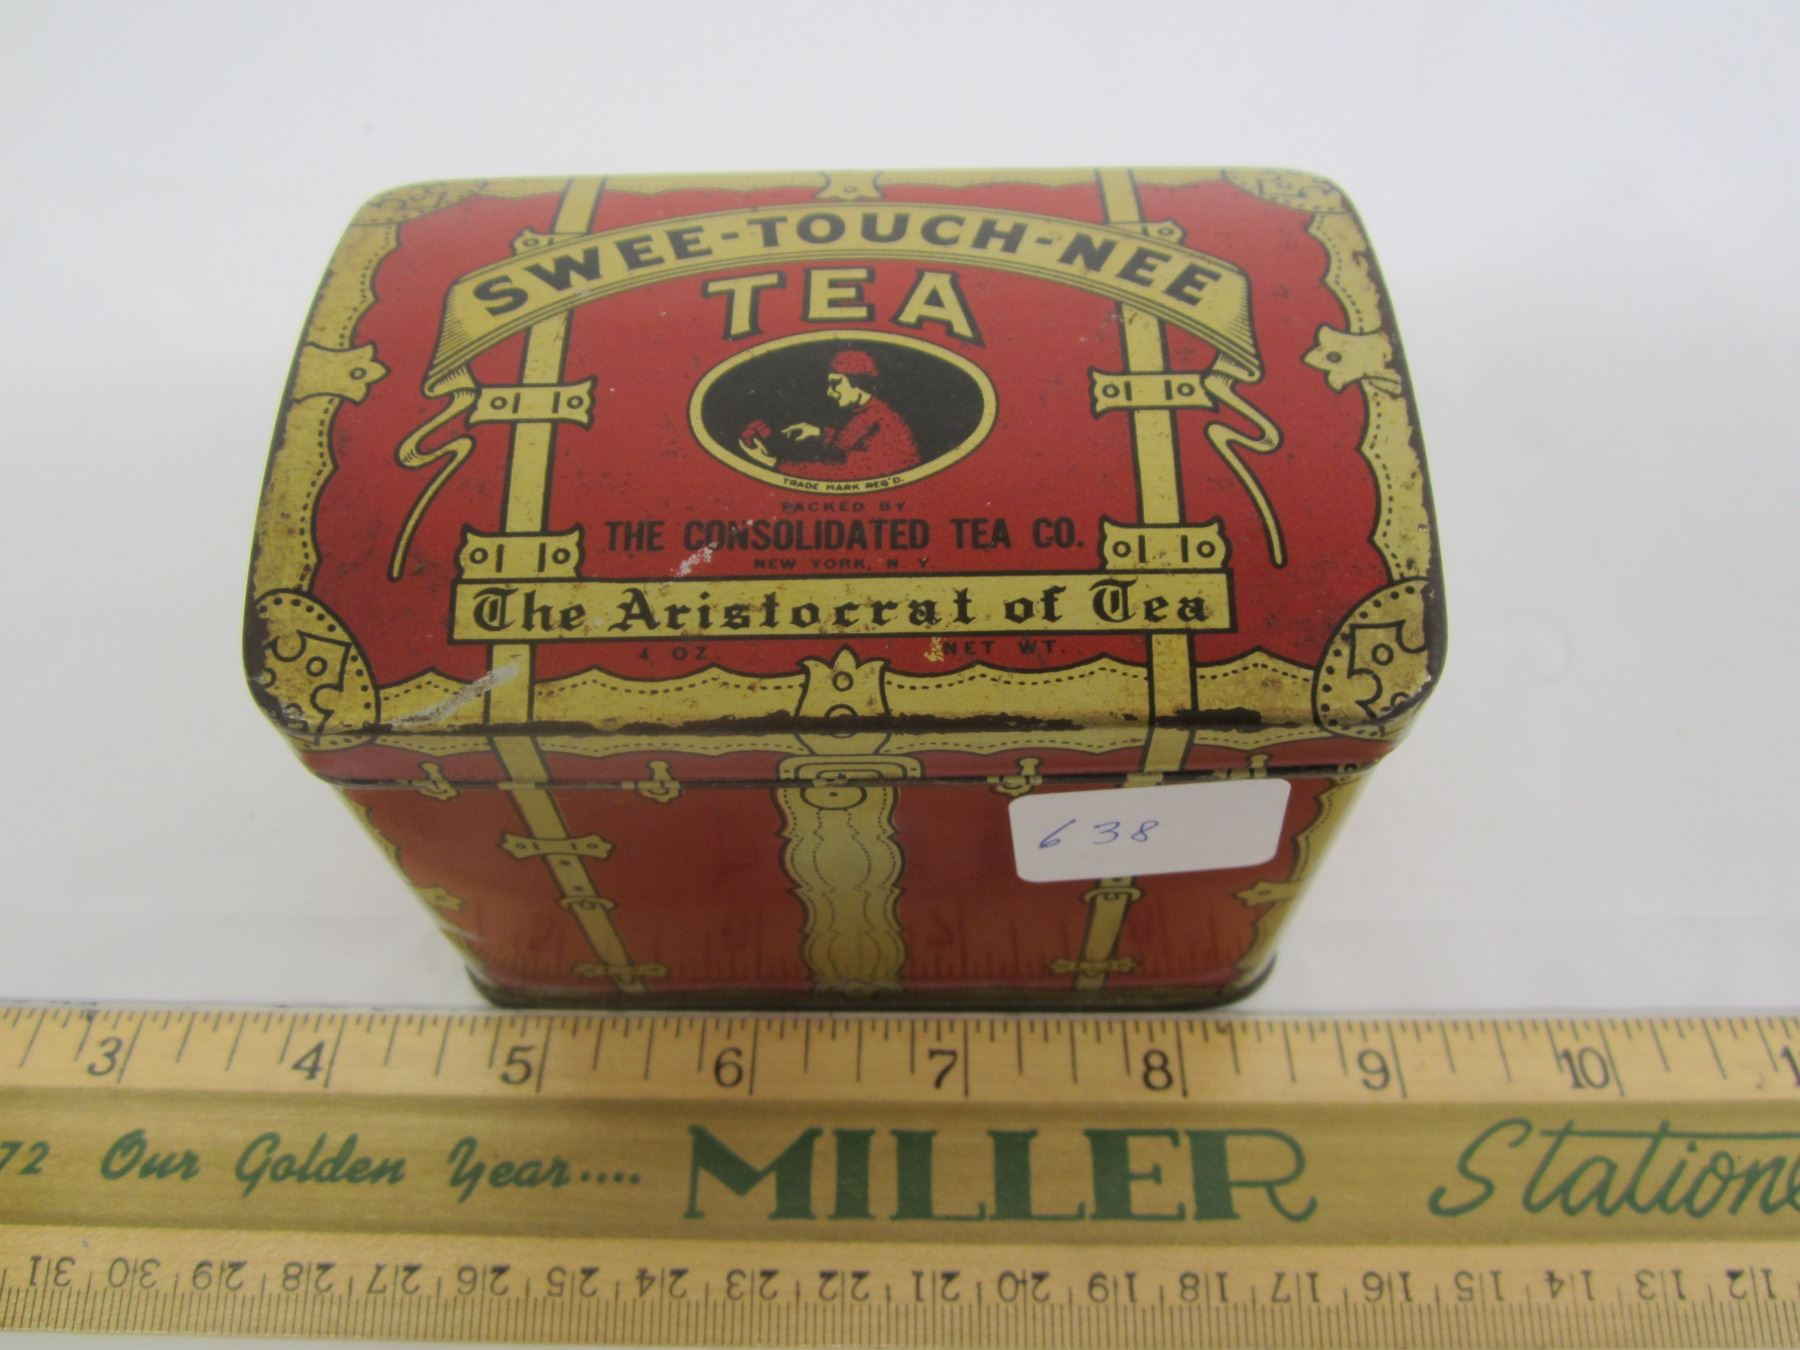 SWEE-TOUCH-NEE
TEA
TRADE MARK REG'D.
PACKED BY
THE CONSOLIDATED TEA CO.
NEW YORK, N. Y.
The Aristocrat of Tea
4 OZ. NET WT.
638
3 4 5 6 7 8 9 10
72 Our Golden Year.... MILLER Statione
31 30 29 28 27 26 25 24 23 22 21 20 19 18 17 16 15 14 13 12